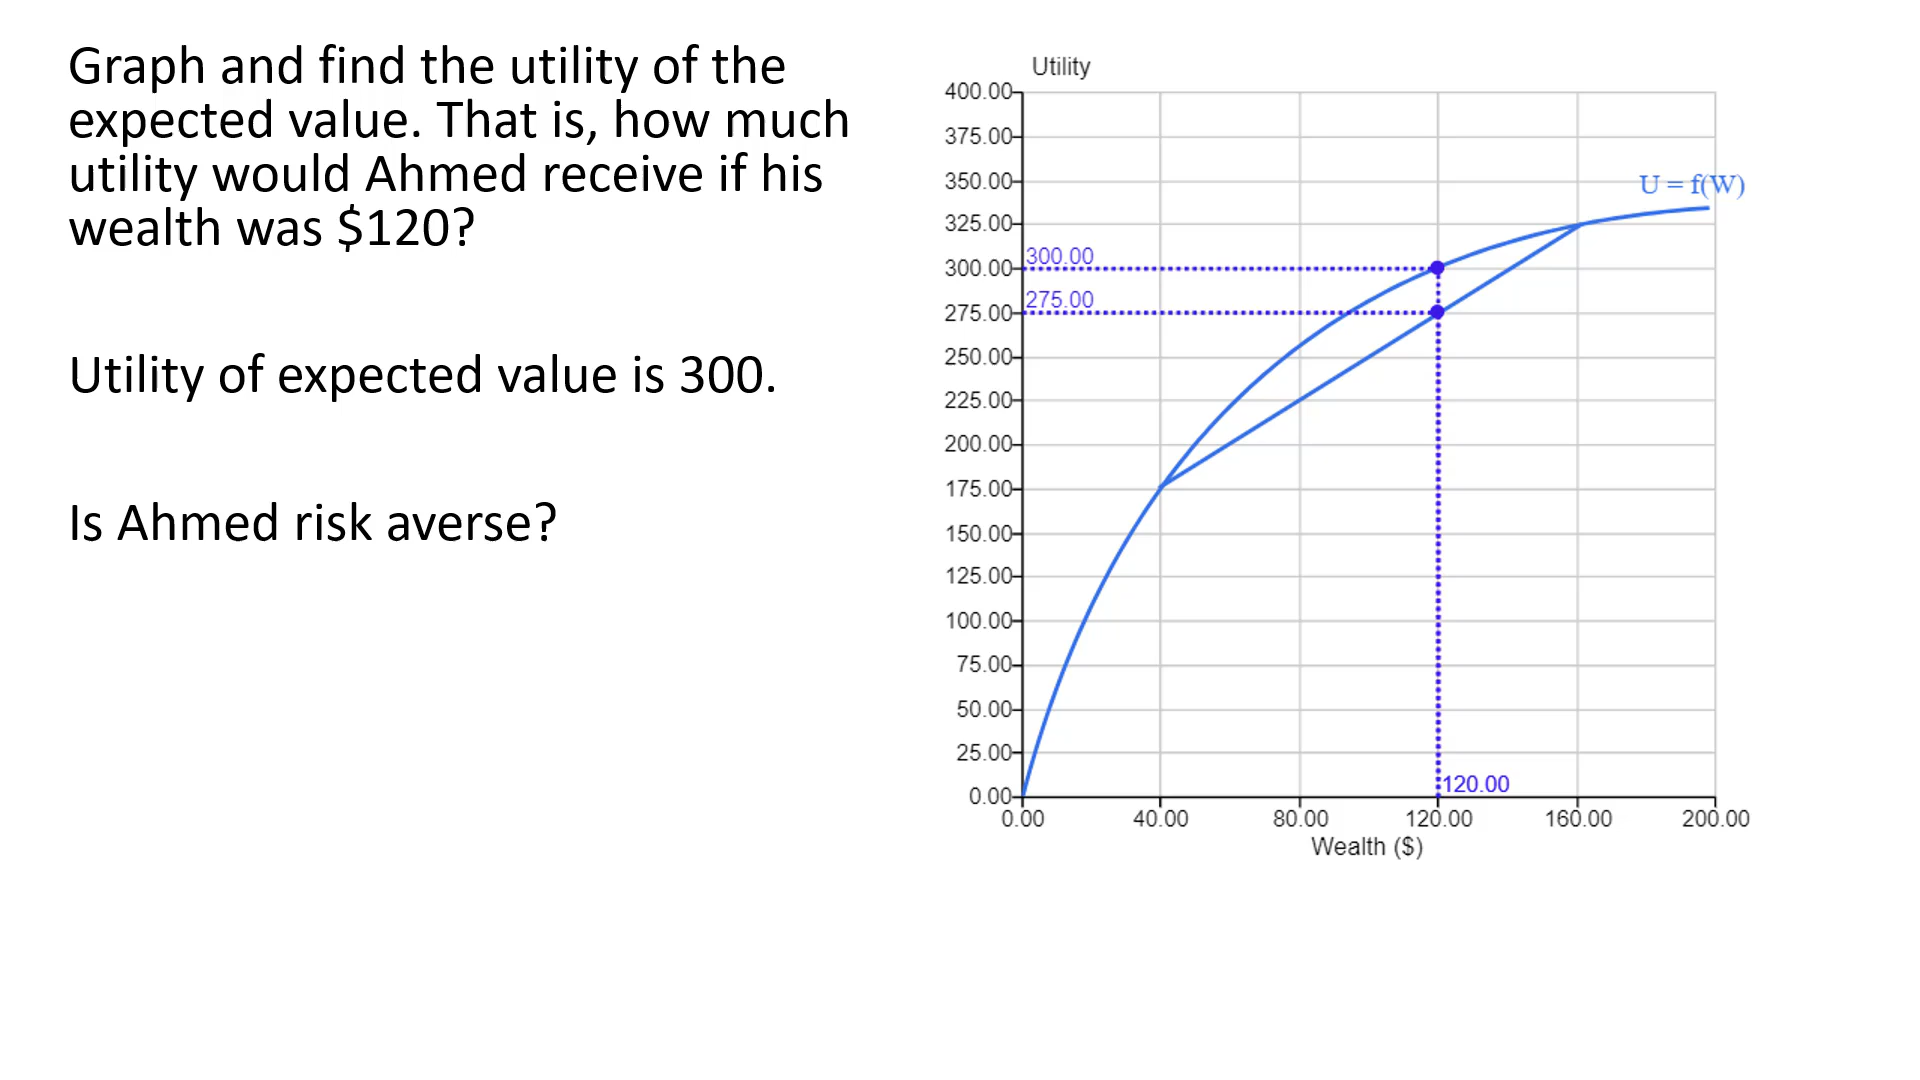 Graph and find the utility of the
expected value. That is, how much
utility would Ahmed receive if his
wealth was $120?
Utility of expected value is 300.
Is Ahmed risk averse?
Utility
400.00
375.00
350.00
U = f(W)
325.00
300.00
300.00
275.00
275.00
250.00
225.00
200.00
175.00
150.00
125.00
100.00
75.00
50.00
25.00
120.00
0.00
0.00 40.00 80.00 120.00 160.00 200.00
Wealth ($)